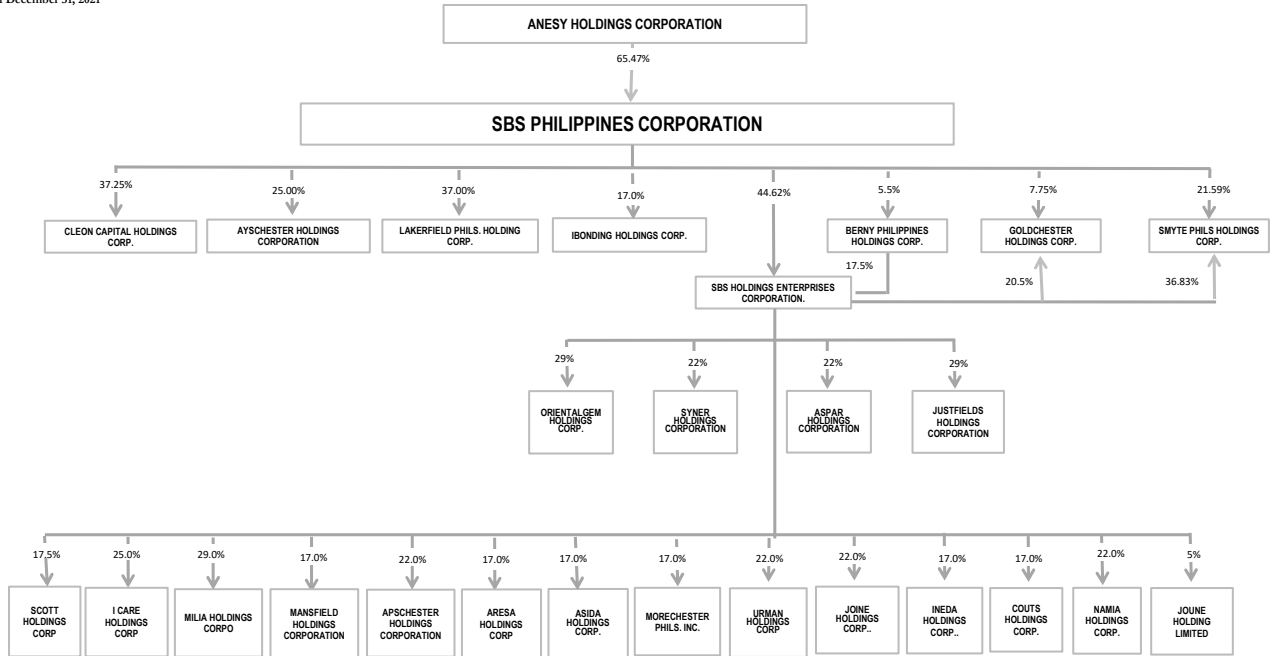 December 31, 2021
ANESY HOLDINGS CORPORATION
65.47%
SBS PHILIPPINES CORPORATION
37.25%
25.00%
37.00%
17.0%
44.62%
5.5%
7.75%
21.59%
CLEON CAPITAL HOLDINGS
CORP.
AYSCHESTER HOLDINGS
CORPORATION
LAKERFIELD PHILS. HOLDING
CORP.
IBONDING HOLDINGS CORP.
BERNY PHILIPPINES
HOLDINGS CORP.
GOLDCHESTER
HOLDINGS CORP.
SMYTE PHILS HOLDINGS
CORP.
17.5%
20.5%
36.83%
SBS HOLDINGS ENTERPRISES
CORPORATION.
29%
22%
22%
29%
ORIENTALGEM
HOLDINGS
CORP.
SYNER
HOLDINGS
CORPORATION
ASPAR
HOLDINGS
CORPORATION
JUSTFIELDS
HOLDINGS
CORPORATION
17.5%
25.0%
29.0%
17.0%
22.0%
17.0%
17.0%
17.0%
22.0%
22.0%
17.0%
17.0%
22.0%
5%
SCOTT
HOLDINGS
CORP
I CARE
HOLDINGS
CORP
MILIA HOLDINGS
CORPO
MANSFIELD
HOLDINGS
CORPORATION
APSCHESTER
HOLDINGS
CORPORATION
ARESA
HOLDINGS
CORP
ASIDA
HOLDINGS
CORP.
MORECHESTER
PHILS. INC.
URMAN
HOLDINGS
CORP
JOINE
HOLDINGS
CORP..
INEDA
HOLDINGS
CORP..
COUTS
HOLDINGS
CORP.
NAMIA
HOLDINGS
CORP.
JOUNE
HOLDING
LIMITED